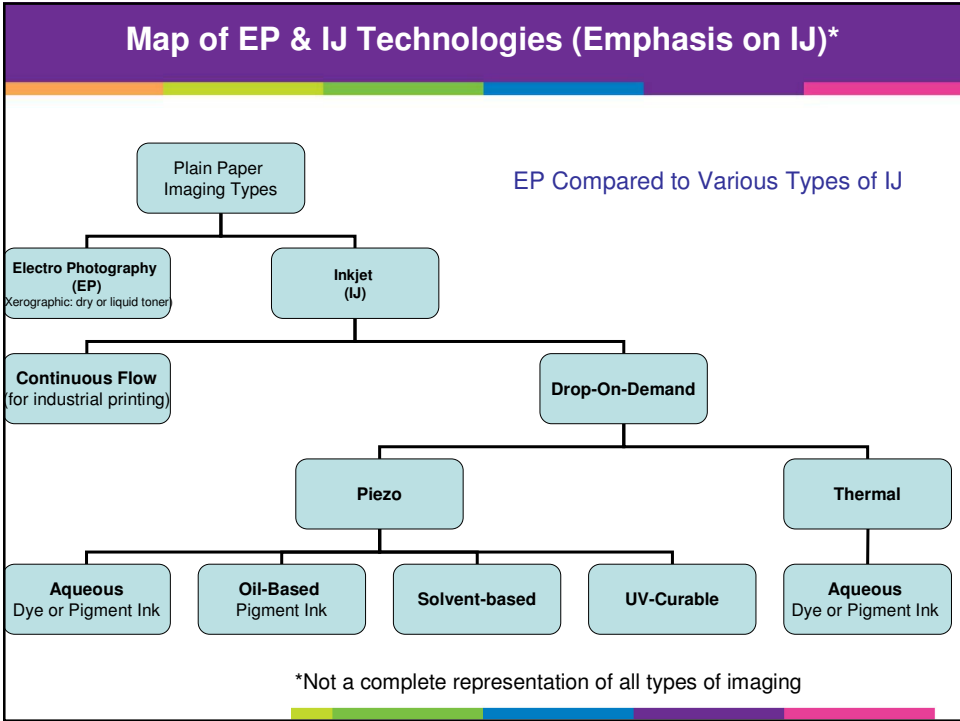 Map of EP & IJ Technologies (Emphasis on IJ)*
Plain Paper
Imaging Types
EP Compared to Various Types of IJ
Electro Photography
(EP)
Xerographic: dry or liquid toner)
Inkjet
(IJ)
Continuous Flow
(for industrial printing)
Drop-On-Demand
Piezo
Thermal
Aqueous
Dye or Pigment Ink
Oil-Based
Pigment Ink
Solvent-based
UV-Curable
Aqueous
Dye or Pigment Ink
*Not a complete representation of all types of imaging